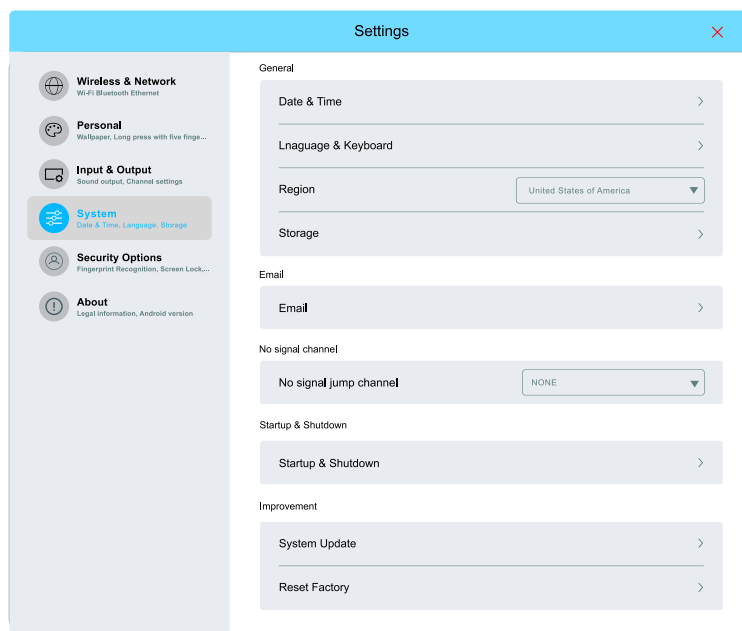 Settings
Wireless & Network
Wi-Fi Bluetooth Ethernet
Personal
Wallpaper, Long press with five finge...
Input & Output
Sound output, Channel settings
System
Date & Time, Language, Storage
Security Options
Fingerprint Recognition, Screen Lock,...
About
Legal information, Android version
General
Date & Time
Lnaguage & Keyboard
Region
United States of America
Storage
Email
Email
No signal channel
No signal jump channel
NONE
Startup & Shutdown
Startup & Shutdown
Improvement
System Update
Reset Factory